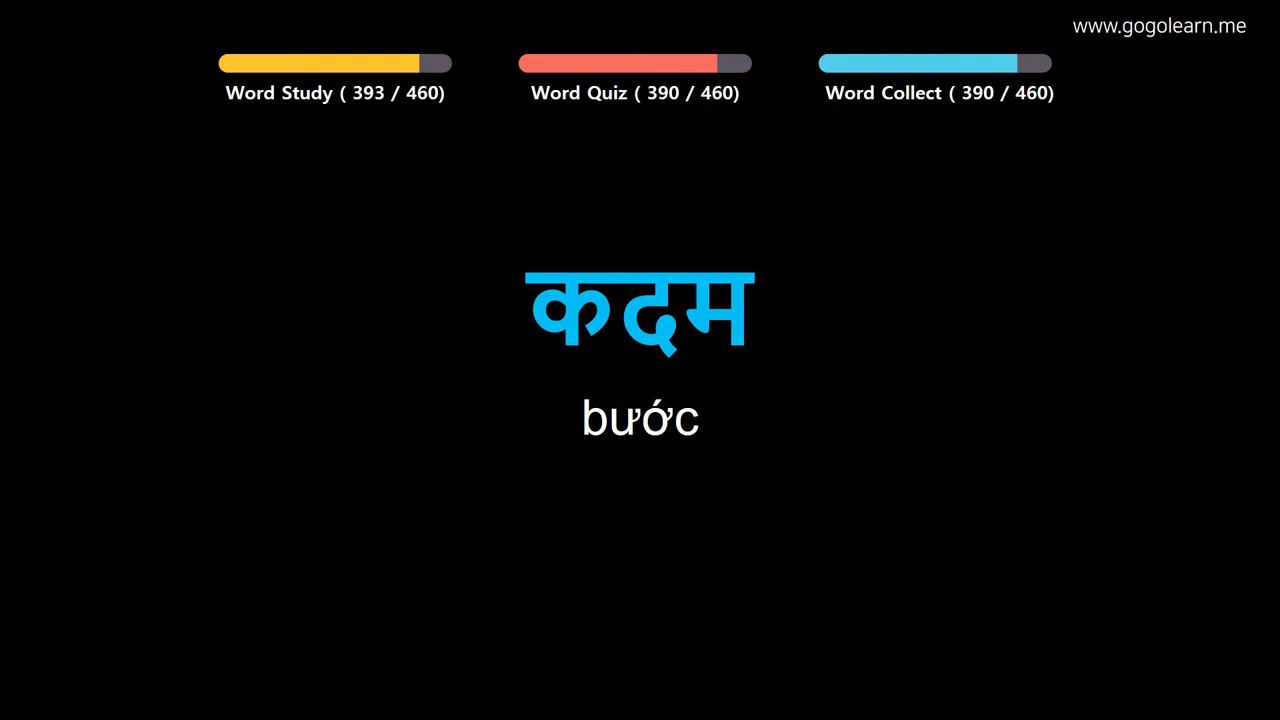 www.gogolearn.me
Word Study ( 393 / 460)
Word Quiz ( 390 / 460)
Word Collect ( 390 / 460)
कदम
bước